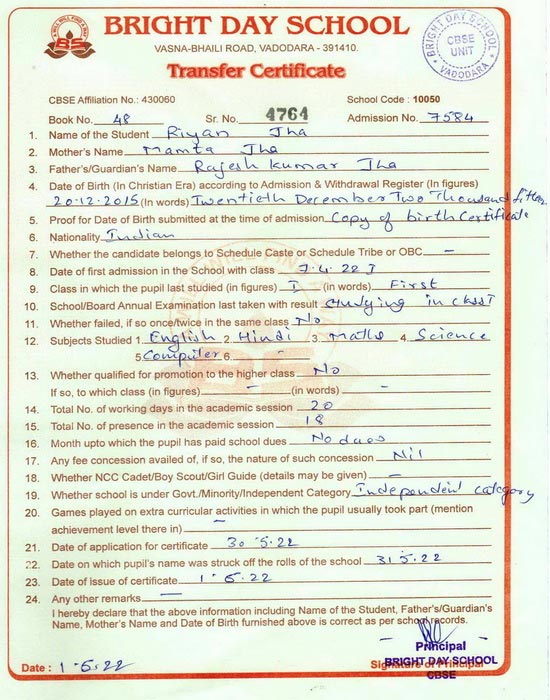 BRIGHT DAY SCHOOL
VASNA-BHAILI ROAD, VADODARA - 391410.
Transfer Certificate
BRIGHT DAY SCHOOL
CBSE
UNIT
VADODARA
CBSE Affiliation No.: 430060 School Code : 10050
Book No. 48 Sr. No. 4764 Admission No. 7584
1. Name of the Student Riyan Jha
2. Mother's Name Mamta Jha
3. Father's/Guardian's Name Rajesh kumar Jha
4. Date of Birth (In Christian Era) according to Admission & Withdrawal Register (In figures)
20-12-2015 (In words) Twentieth December Two Thousand fifteen
5. Proof for Date of Birth submitted at the time of admission Copy of birth Certificate
6. Nationality Indian
7. Whether the candidate belongs to Schedule Caste or Schedule Tribe or OBC –
8. Date of first admission in the School with class 7.4.22 I
9. Class in which the pupil last studied (in figures) I (in words) First
10. School/Board Annual Examination last taken with result Studying in class I
11. Whether failed, if so once/twice in the same class No
12. Subjects Studied 1. English 2. Hindi 3. Maths 4. Science
5. Computer 6. –
13. Whether qualified for promotion to the higher class No
If so, to which class (in figures) – (in words) –
14. Total No. of working days in the academic session 20
15. Total No. of presence in the academic session 18
16. Month upto which the pupil has paid school dues No dues
17. Any fee concession availed of, if so, the nature of such concession Nil
18. Whether NCC Cadet/Boy Scout/Girl Guide (details may be given) –
19. Whether school is under Govt./Minority/Independent Category Independent category
20. Games played on extra curricular activities in which the pupil usually took part (mention
achievement level there in) –
21. Date of application for certificate 30.5.22
22. Date on which pupil's name was struck off the rolls of the school 31.5.22
23. Date of issue of certificate 1.6.22
24. Any other remarks –
I hereby declare that the above information including Name of the Student, Father's/Guardian's
Name, Mother's Name and Date of Birth furnished above is correct as per school records.
Principal
BRIGHT DAY SCHOOL
CBSE
Date : 1.6.22 Signature of Principal